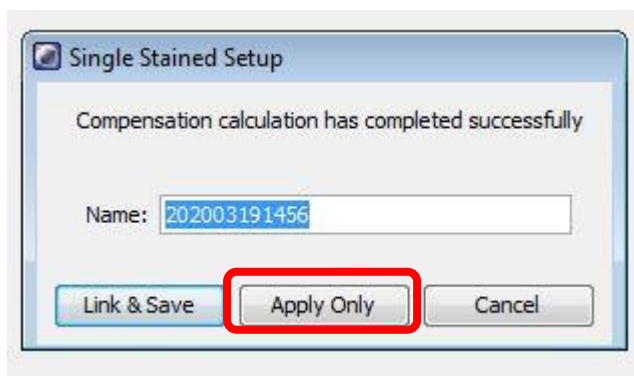 Single Stained Setup
Compensation calculation has completed successfully
Name: 202003191456
Link & Save Apply Only Cancel